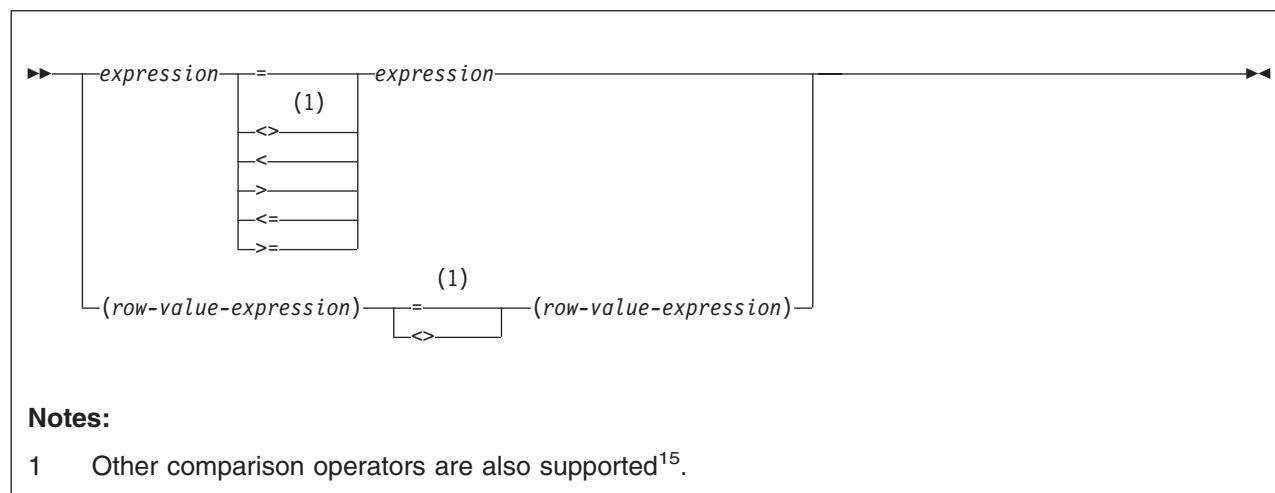 expression = expression
(1)
<>
<
>
<=
>=
(1)
(row-value-expression) = (row-value-expression)
<>
Notes:
1 Other comparison operators are also supported15.